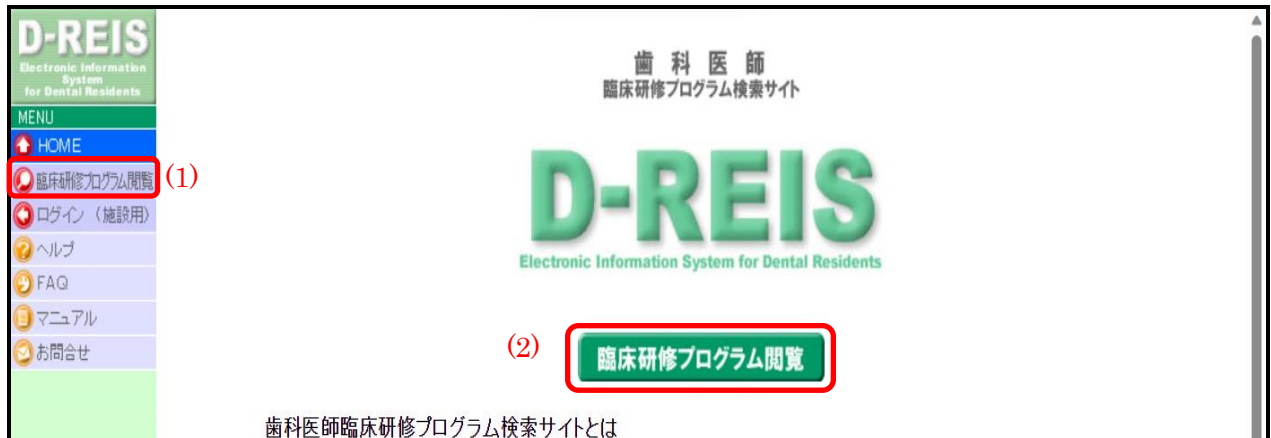 D-REIS
Electronic Information
System
for Dental Residents
MENU
HOME
臨床研修プログラム閲覧
(1)
ログイン （施設用）
ヘルプ
FAQ
マニュアル
お問合せ
歯 科 医 師
臨床研修プログラム検索サイト
D-REIS
Electronic Information System for Dental Residents
(2)
臨床研修プログラム閲覧
歯科医師臨床研修プログラム検索サイトとは